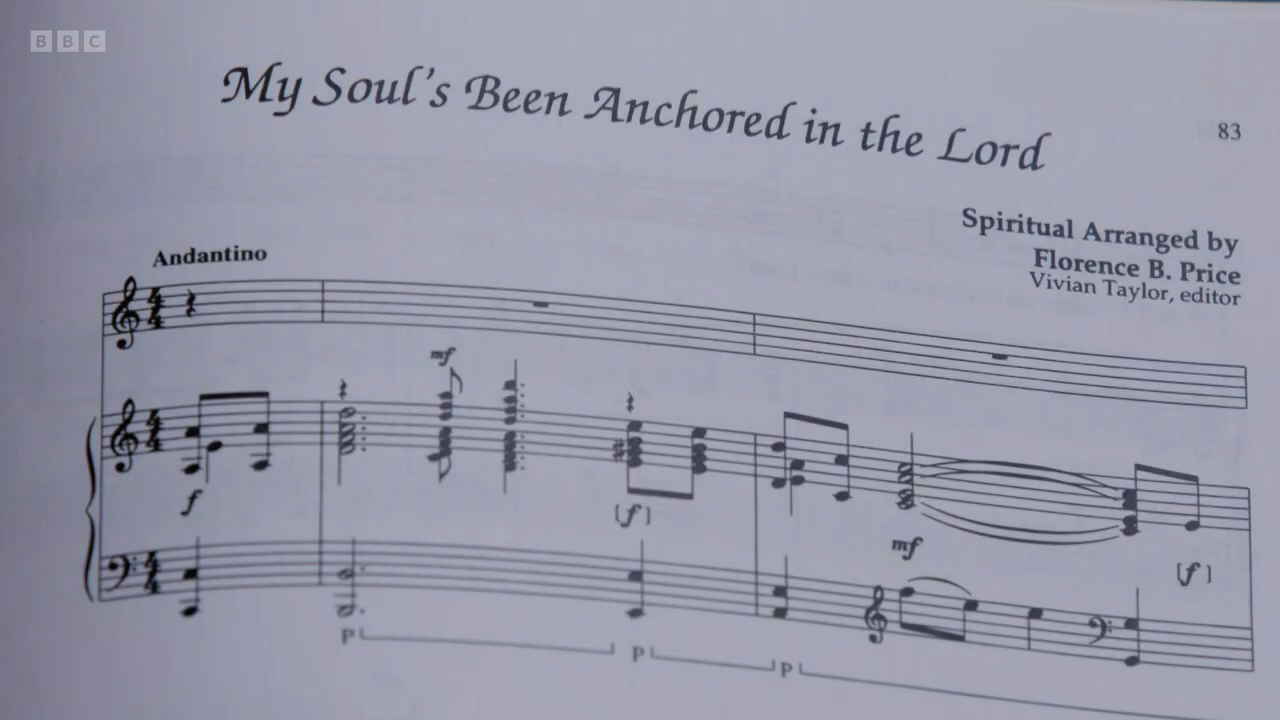 BBC
My Soul's Been Anchored in the Lord
83
Spiritual Arranged by
Florence B. Price
Vivian Taylor, editor
Andantino
mf
f
[f]
mf
[f]
P
P
P